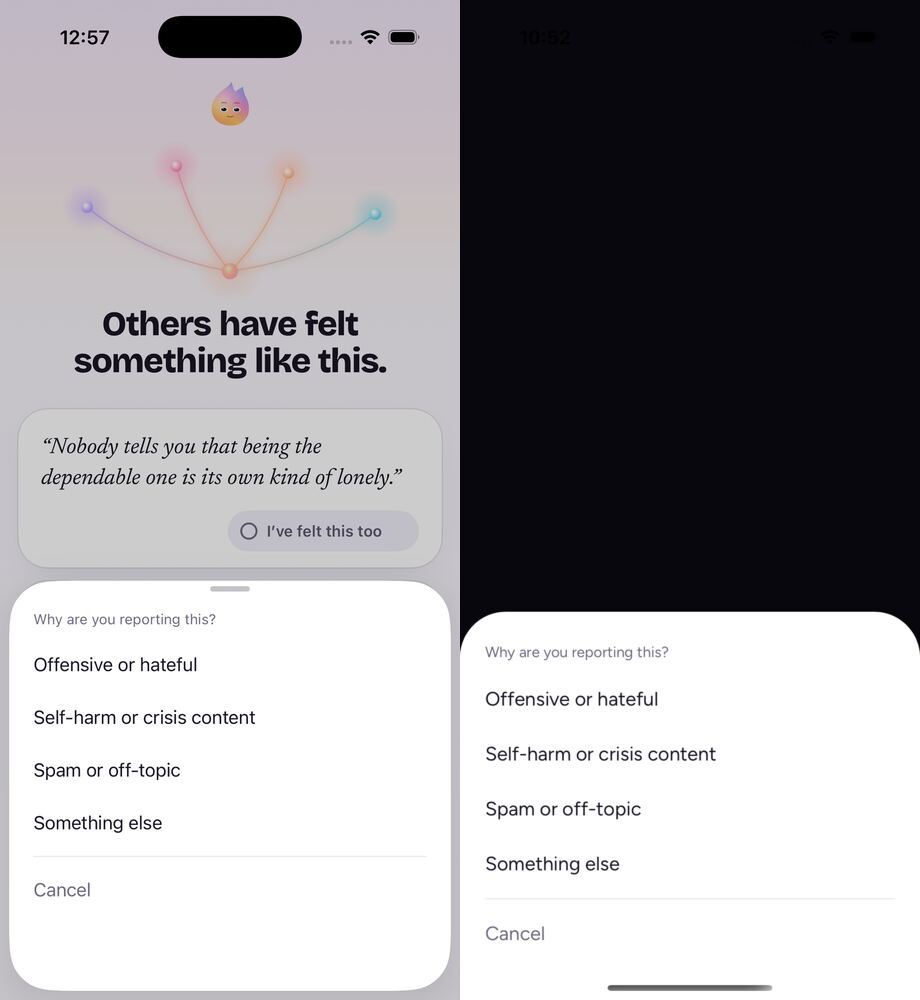 12:57
Others have felt
something like this.
“Nobody tells you that being the
dependable one is its own kind of lonely.”
I’ve felt this too
Why are you reporting this?
Offensive or hateful
Self-harm or crisis content
Spam or off-topic
Something else
Cancel
10:52
Why are you reporting this?
Offensive or hateful
Self-harm or crisis content
Spam or off-topic
Something else
Cancel